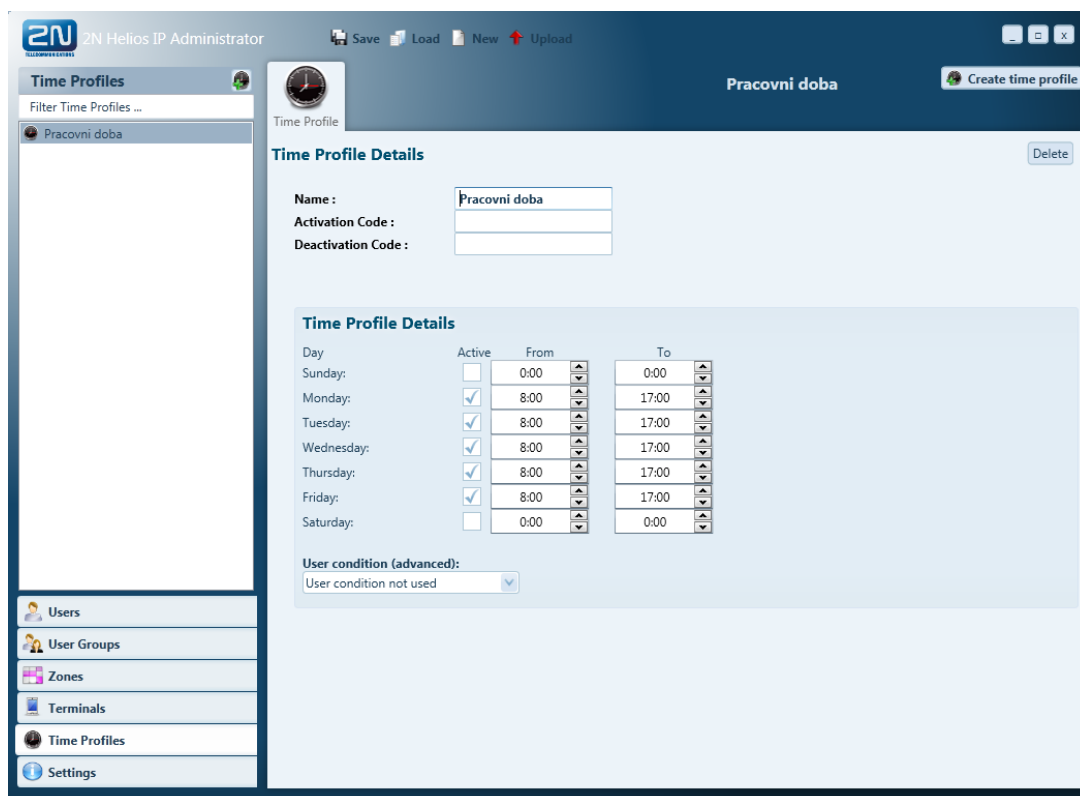 2N
TELECOMMUNICATIONS
2N Helios IP Administrator
Save Load New Upload
_ x
Time Profiles
Filter Time Profiles ...
Pracovni doba
Users
User Groups
Zones
Terminals
Time Profiles
Settings
Time Profile
Pracovni doba
Create time profile
Time Profile Details
Delete
Name : Pracovni doba
Activation Code :
Deactivation Code :
Time Profile Details
Day Active From To
Sunday: 0:00 0:00
Monday: 8:00 17:00
Tuesday: 8:00 17:00
Wednesday: 8:00 17:00
Thursday: 8:00 17:00
Friday: 8:00 17:00
Saturday: 0:00 0:00
User condition (advanced):
User condition not used